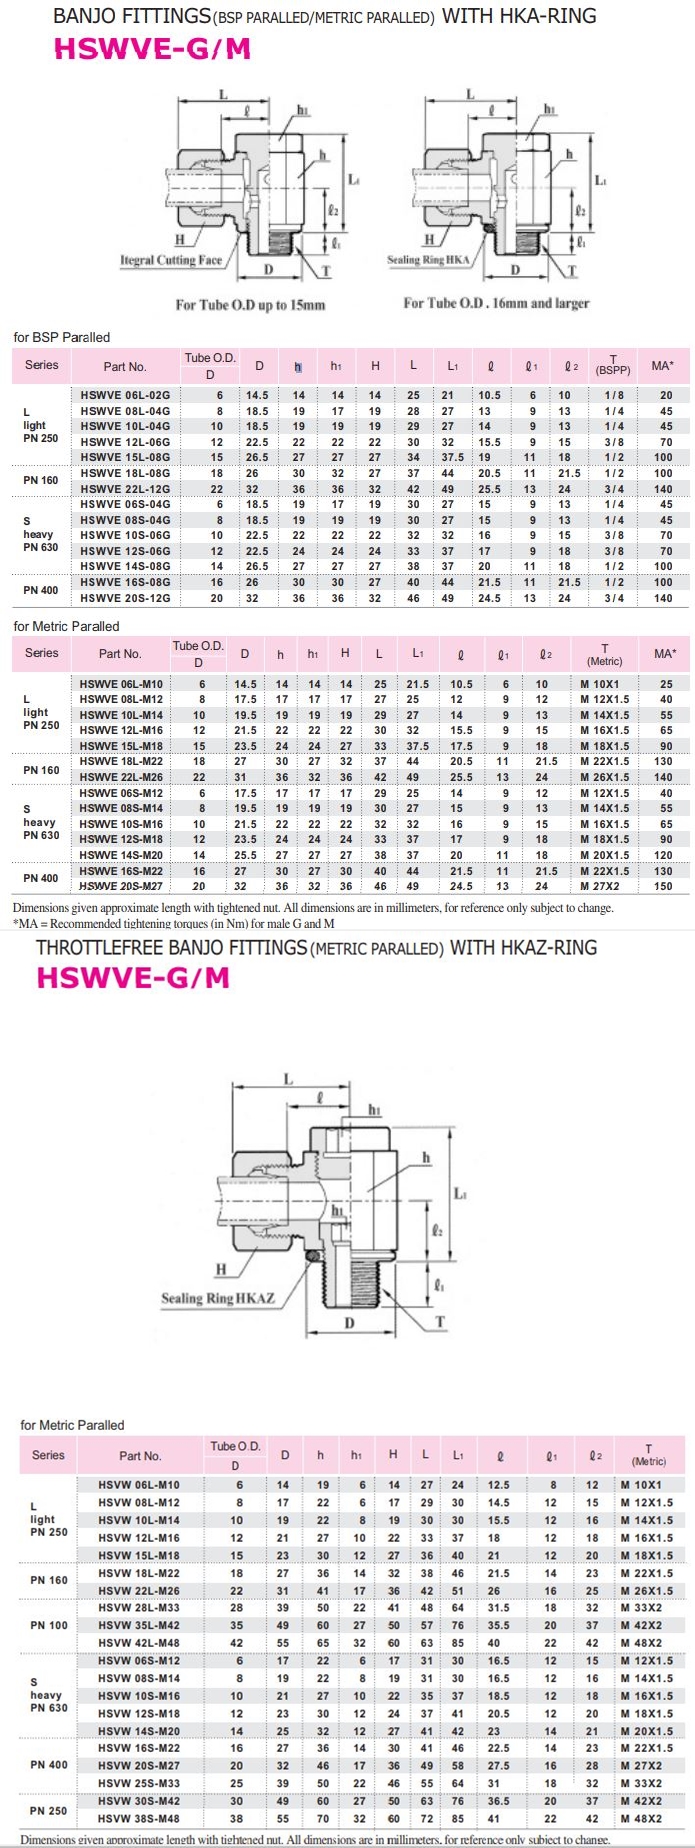 BANJO FITTINGS(BSP PARALLED/METRIC PARALLED) WITH HKA-RING
HSWVE-G/M
L
ℓ
h1
h
L1
ℓ2
ℓ1
H
Itegral Cutting Face
D
T
For Tube O.D up to 15mm
L
ℓ
h1
h
L1
ℓ2
ℓ1
H
Sealing Ring HKA
D
T
For Tube O.D . 16mm and larger
for BSP Paralled
Series Part No. Tube O.D. D D h h1 H L L1 ℓ ℓ1 ℓ2 T (BSPP) MA*
L light PN 250
HSWVE 06L-02G 6 14.5 14 14 14 25 21 10.5 6 10 1/8 20
HSWVE 08L-04G 8 18.5 19 17 19 28 27 13 9 13 1/4 45
HSWVE 10L-04G 10 18.5 19 19 19 29 27 14 9 13 1/4 45
HSWVE 12L-06G 12 22.5 22 22 22 30 32 15.5 9 15 3/8 70
HSWVE 15L-08G 15 26.5 27 27 27 34 37.5 19 11 18 1/2 100
PN 160
HSWVE 18L-08G 18 26 30 32 27 37 44 20.5 11 21.5 1/2 100
HSWVE 22L-12G 22 32 36 36 32 42 49 25.5 13 24 3/4 140
S heavy PN 630
HSWVE 06S-04G 6 18.5 19 17 19 30 27 15 9 13 1/4 45
HSWVE 08S-04G 8 18.5 19 19 19 30 27 15 9 13 1/4 45
HSWVE 10S-06G 10 22.5 22 22 22 32 32 16 9 15 3/8 70
HSWVE 12S-06G 12 22.5 24 24 24 33 37 17 9 18 3/8 70
HSWVE 14S-08G 14 26.5 27 27 27 38 37 20 11 18 1/2 100
PN 400
HSWVE 16S-08G 16 26 30 30 27 40 44 21.5 11 21.5 1/2 100
HSWVE 20S-12G 20 32 36 36 32 46 49 24.5 13 24 3/4 140
for Metric Paralled
Series Part No. Tube O.D. D D h h1 H L L1 ℓ ℓ1 ℓ2 T (Metric) MA*
L light PN 250
HSWVE 06L-M10 6 14.5 14 14 14 25 21.5 10.5 6 10 M 10X1 25
HSWVE 08L-M12 8 17.5 17 17 17 27 25 12 9 12 M 12X1.5 40
HSWVE 10L-M14 10 19.5 19 19 19 29 27 14 9 13 M 14X1.5 55
HSWVE 12L-M16 12 21.5 22 22 22 30 32 15.5 9 15 M 16X1.5 65
HSWVE 15L-M18 15 23.5 24 24 27 33 37.5 17.5 9 18 M 18X1.5 90
PN 160
HSWVE 18L-M22 18 27 30 27 32 37 44 20.5 11 21.5 M 22X1.5 130
HSWVE 22L-M26 22 31 36 32 36 42 49 25.5 13 24 M 26X1.5 140
S heavy PN 630
HSWVE 06S-M12 6 17.5 17 17 17 29 25 14 9 12 M 12X1.5 40
HSWVE 08S-M14 8 19.5 19 19 19 30 27 15 9 13 M 14X1.5 55
HSWVE 10S-M16 10 21.5 22 22 22 32 32 16 9 15 M 16X1.5 65
HSWVE 12S-M18 12 23.5 24 24 24 33 37 17 9 18 M 18X1.5 90
HSWVE 14S-M20 14 25.5 27 27 27 38 37 20 11 18 M 20X1.5 120
PN 400
HSWVE 16S-M22 16 27 30 27 30 40 44 21.5 11 21.5 M 22X1.5 130
HSWVE 20S-M27 20 32 36 32 36 46 49 24.5 13 24 M 27X2 150
Dimensions given approximate length with tightened nut. All dimensions are in millimeters, for reference only subject to change.
*MA = Recommended tightening torques (in Nm) for male G and M
THROTTLEFREE BANJO FITTINGS(METRIC PARALLED) WITH HKAZ-RING
HSWVE-G/M
L
ℓ
h1
h
L1
h1
ℓ2
H
ℓ1
Sealing Ring HKAZ
D
T
for Metric Paralled
Series Part No. Tube O.D. D D h h1 H L L1 ℓ ℓ1 ℓ2 T (Metric)
L light PN 250
HSVW 06L-M10 6 14 19 6 14 27 24 12.5 8 12 M 10X1
HSVW 08L-M12 8 17 22 6 17 29 30 14.5 12 15 M 12X1.5
HSVW 10L-M14 10 19 22 8 19 30 30 15.5 12 16 M 14X1.5
HSVW 12L-M16 12 21 27 10 22 33 37 18 12 18 M 16X1.5
HSVW 15L-M18 15 23 30 12 27 36 40 21 12 20 M 18X1.5
PN 160
HSVW 18L-M22 18 27 36 14 32 38 46 21.5 14 23 M 22X1.5
HSVW 22L-M26 22 31 41 17 36 42 51 26 16 25 M 26X1.5
PN 100
HSVW 28L-M33 28 39 50 22 41 48 64 31.5 18 32 M 33X2
HSVW 35L-M42 35 49 60 27 50 57 76 35.5 20 37 M 42X2
HSVW 42L-M48 42 55 65 32 60 63 85 40 22 42 M 48X2
S heavy PN 630
HSVW 06S-M12 6 17 22 6 17 31 30 16.5 12 15 M 12X1.5
HSVW 08S-M14 8 19 22 8 19 31 30 16.5 12 16 M 14X1.5
HSVW 10S-M16 10 21 27 10 22 35 37 18.5 12 18 M 16X1.5
HSVW 12S-M18 12 23 30 12 24 37 41 20.5 12 20 M 18X1.5
HSVW 14S-M20 14 25 32 12 27 41 42 23 14 21 M 20X1.5
PN 400
HSVW 16S-M22 16 27 36 14 30 41 46 22.5 14 23 M 22X1.5
HSVW 20S-M27 20 32 46 17 36 49 58 27.5 16 28 M 27X2
HSVW 25S-M33 25 39 50 22 46 55 64 31 18 32 M 33X2
PN 250
HSVW 30S-M42 30 49 60 27 50 63 76 36.5 20 37 M 42X2
HSVW 38S-M48 38 55 70 32 60 72 85 41 22 42 M 48X2
Dimensions given approximate length with tightened nut. All dimensions are in millimeters, for reference only subject to change.